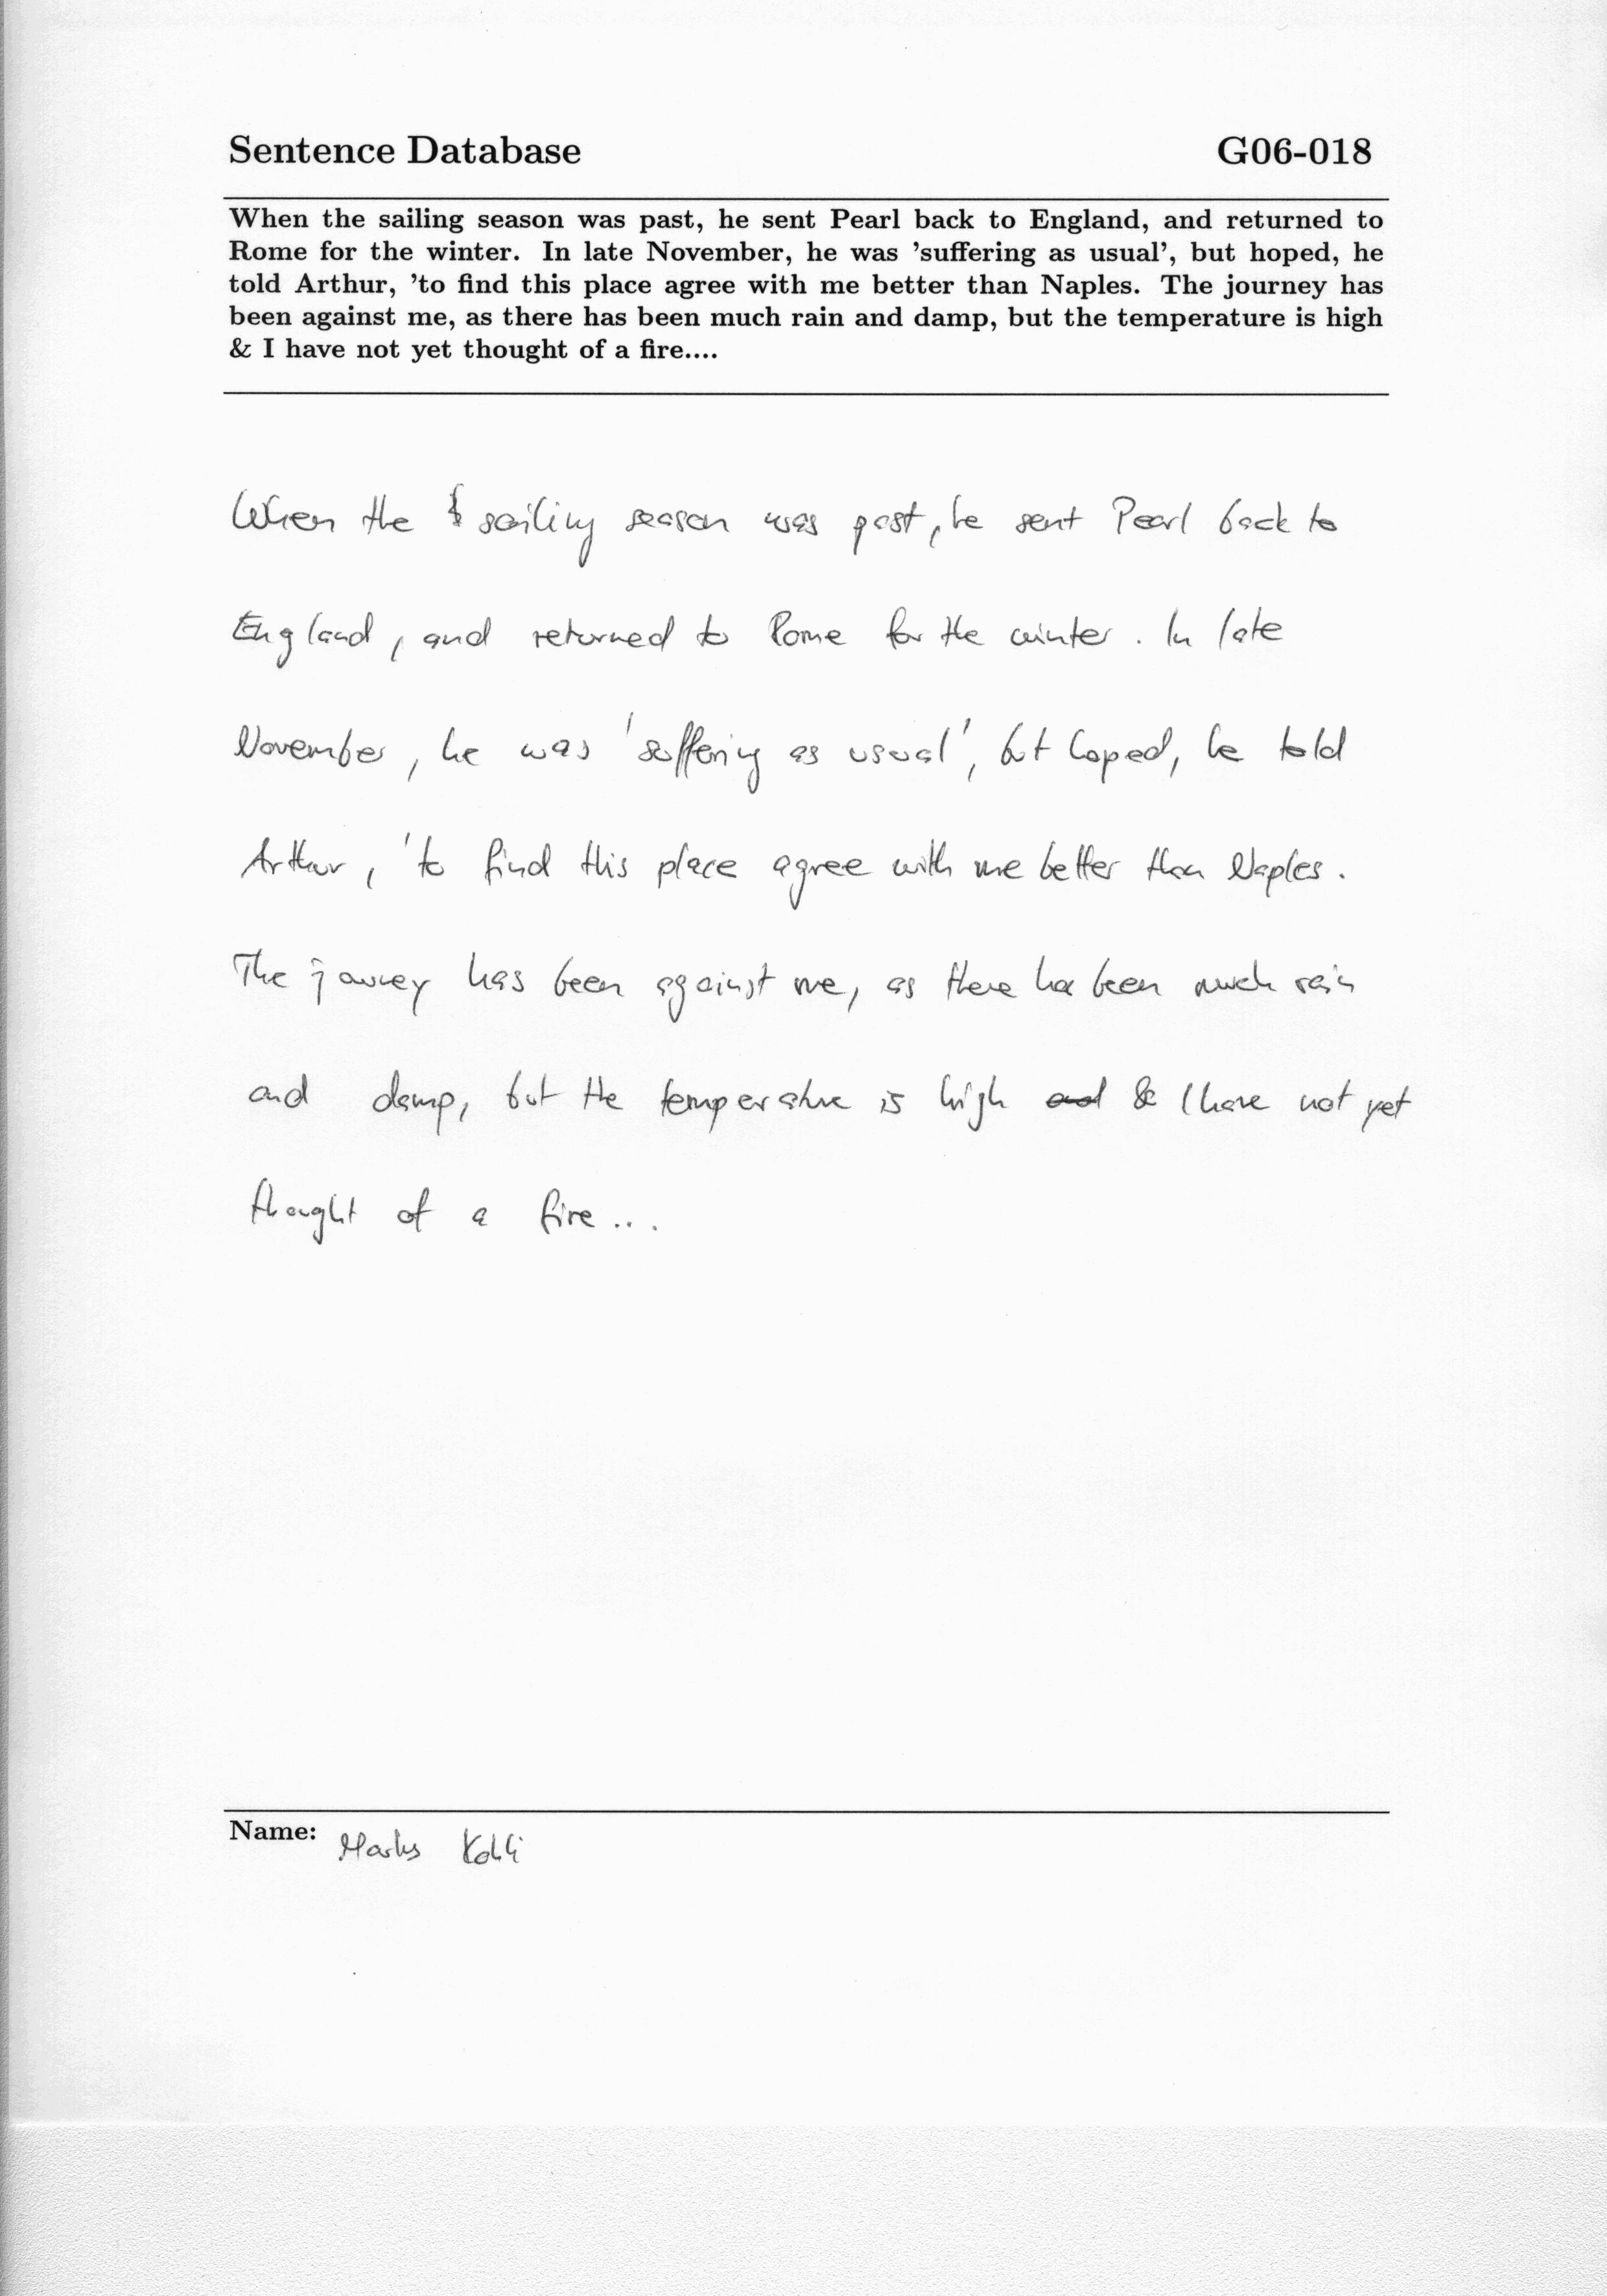 Sentence Database G06-018
When the sailing season was past, he sent Pearl back to England, and returned to
Rome for the winter. In late November, he was 'suffering as usual', but hoped, he
told Arthur, 'to find this place agree with me better than Naples. The journey has
been against me, as there has been much rain and damp, but the temperature is high
& I have not yet thought of a fire....
When the sailing season was past, he sent Pearl back to
England, and returned to Rome for the winter. In late
November, he was 'suffering as usual', but hoped, he told
Arthur, 'to find this place agree with me better than Naples.
The has been against me, as there has been much rain
and damp, but the temperature is high and & I have not yet
thought of a fire...
Name: Kohli